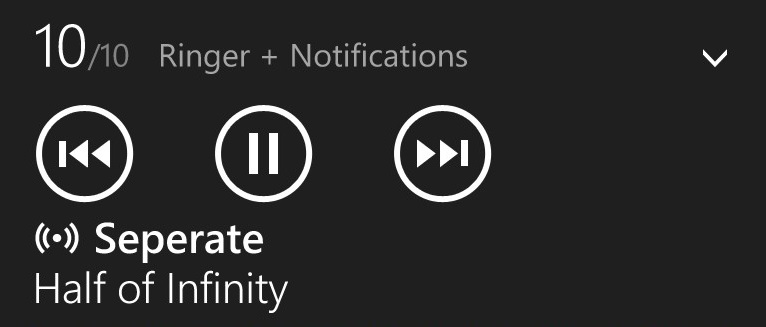 10/10 Ringer + Notifications
Seperate
Half of Infinity